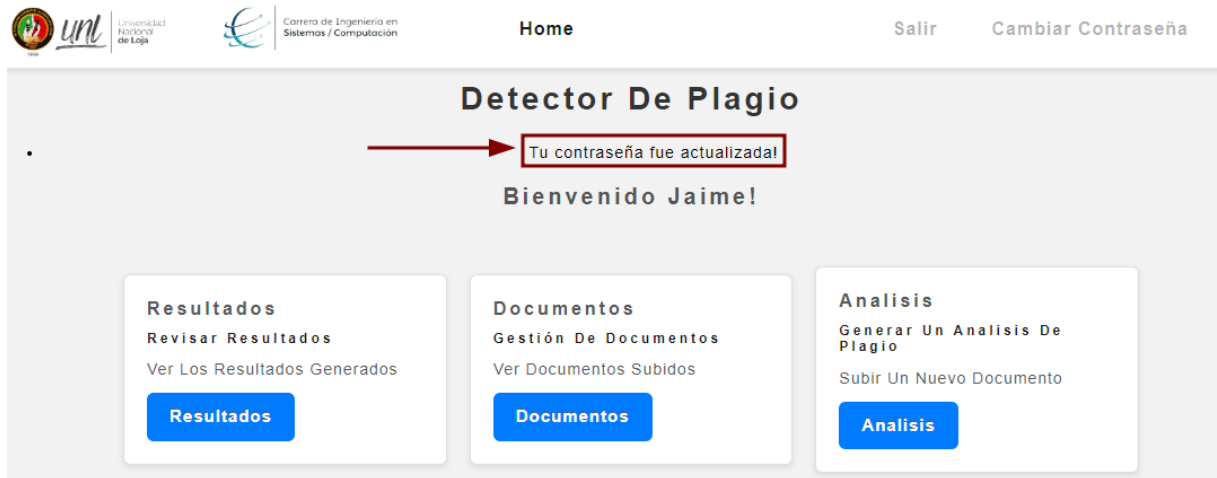 unl
Universidad
Nacional
de Loja
Carrera de Ingeniería en
Sistemas / Computación
Home
Salir
Cambiar Contraseña
Detector De Plagio
Tu contraseña fue actualizada!
Bienvenido Jaime!
Resultados
Revisar Resultados
Ver Los Resultados Generados
Resultados
Documentos
Gestión De Documentos
Ver Documentos Subidos
Documentos
Analisis
Generar Un Analisis De
Plagio
Subir Un Nuevo Documento
Analisis